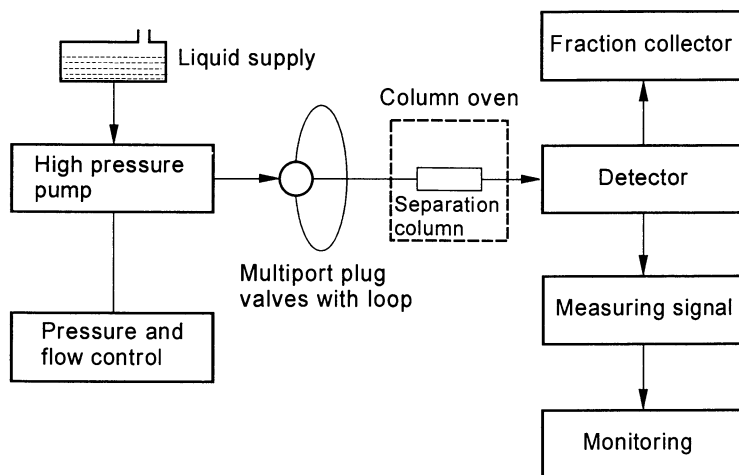 Liquid supply
High pressure
pump
Pressure and
flow control
Multiport plug
valves with loop
Column oven
Separation
column
Fraction collector
Detector
Measuring signal
Monitoring